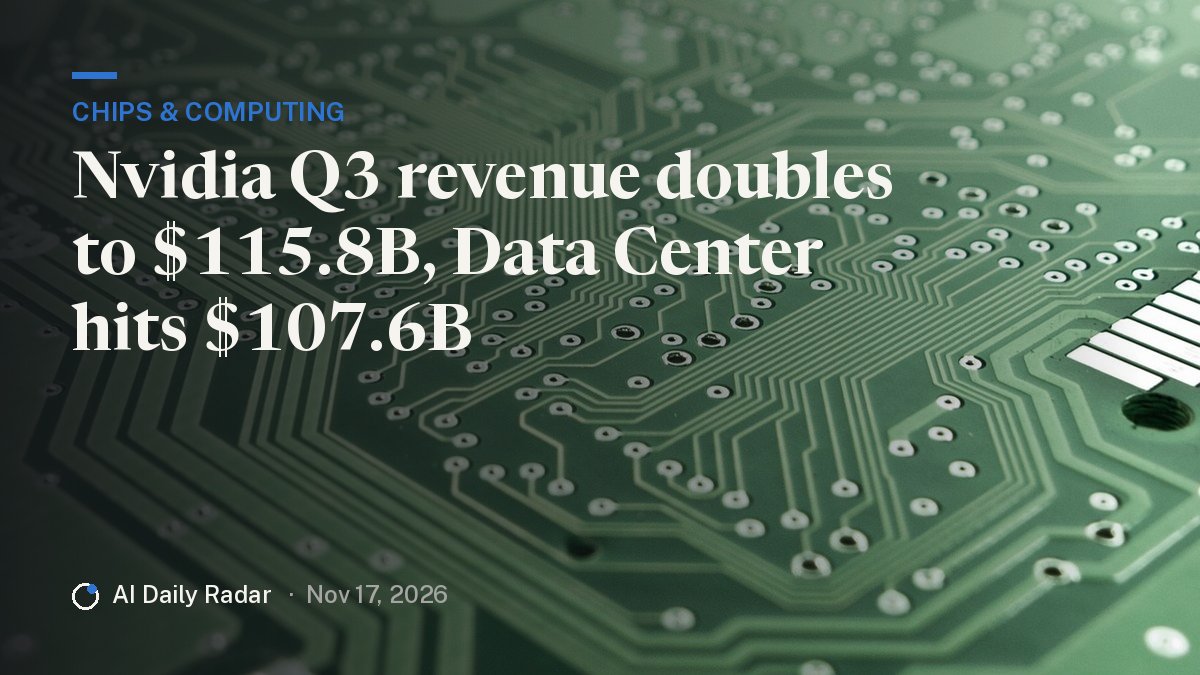 CHIPS & COMPUTING
Nvidia Q3 revenue doubles
to $115.8B, Data Center
hits $107.6B
AI Daily Radar · Nov 17, 2026